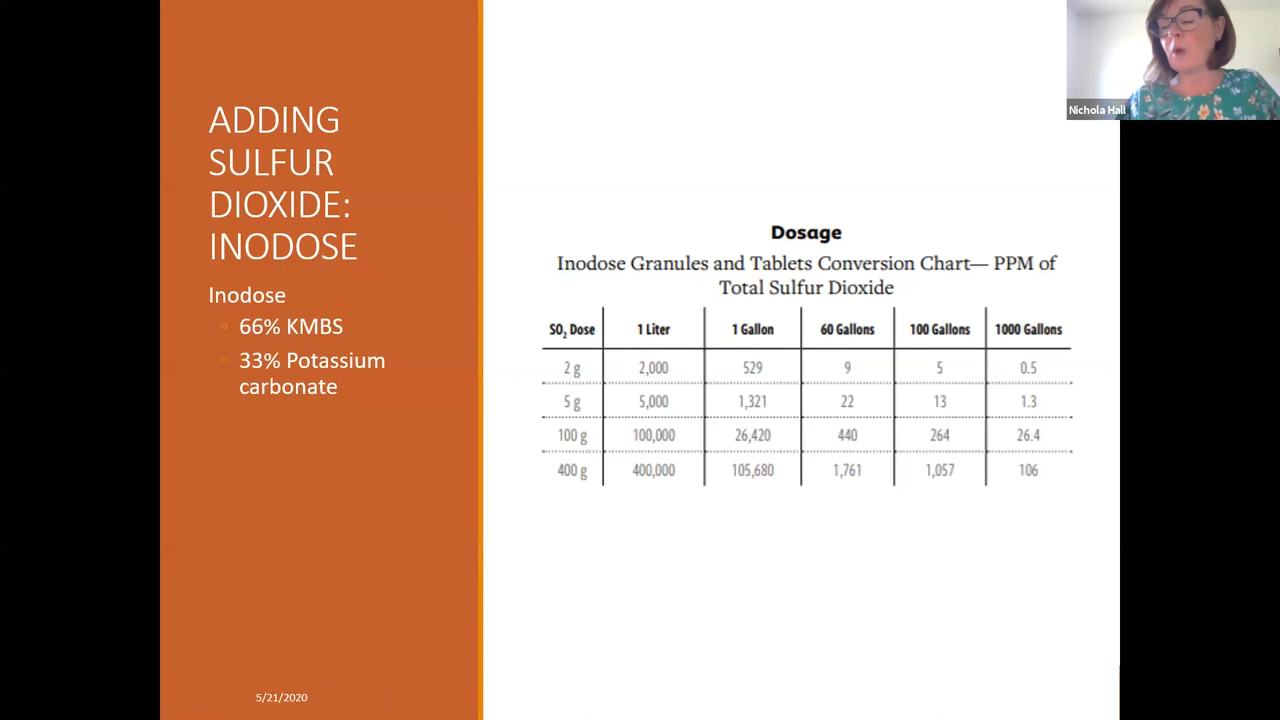 ADDING
SULFUR
DIOXIDE:
INODOSE
Inodose
66% KMBS
33% Potassium
carbonate
5/21/2020
Dosage
Inodose Granules and Tablets Conversion Chart— PPM of
Total Sulfur Dioxide
SO₂ Dose 1 Liter 1 Gallon 60 Gallons 100 Gallons 1000 Gallons
2 g 2,000 529 9 5 0.5
5 g 5,000 1,321 22 13 1.3
100 g 100,000 26,420 440 264 26.4
400 g 400,000 105,680 1,761 1,057 106
Nichola Hall